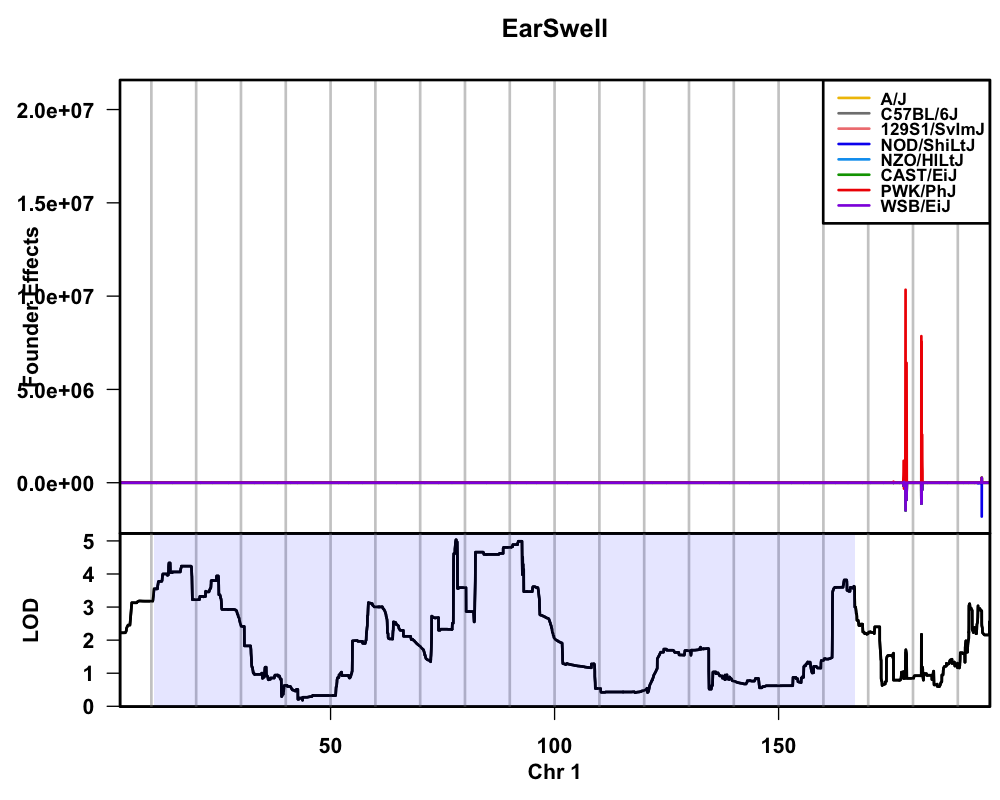 EarSwell
2.0e+07
1.5e+07
1.0e+07
5.0e+06
0.0e+00
Founder Effects
A/J
C57BL/6J
129S1/SvImJ
NOD/ShiLtJ
NZO/HlLtJ
CAST/EiJ
PWK/PhJ
WSB/EiJ
5
4
3
2
1
0
LOD
50 100 150
Chr 1